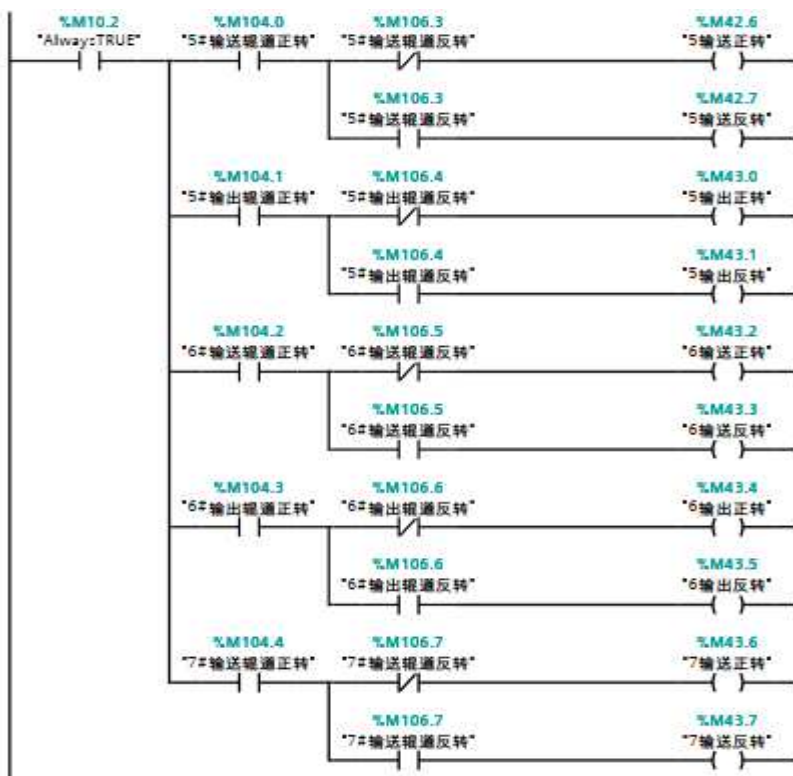 %M10.2 %M104.0 %M106.3 %M42.6
"AlwaysTRUE" "5#输送辊道正转" "5#输送辊道反转" "5输送正转"
%M106.3 %M42.7
"5#输送辊道反转" "5输送反转"
%M104.1 %M106.4 %M43.0
"5#输出辊道正转" "5#输出辊道反转" "5输出正转"
%M106.4 %M43.1
"5#输出辊道反转" "5输出反转"
%M104.2 %M106.5 %M43.2
"6#输送辊道正转" "6#输送辊道反转" "6输送正转"
%M106.5 %M43.3
"6#输送辊道反转" "6输送反转"
%M104.3 %M106.6 %M43.4
"6#输出辊道正转" "6#输出辊道反转" "6输出正转"
%M106.6 %M43.5
"6#输出辊道反转" "6输出反转"
%M104.4 %M106.7 %M43.6
"7#输送辊道正转" "7#输送辊道反转" "7输送正转"
%M106.7 %M43.7
"7#输送辊道反转" "7输送反转"